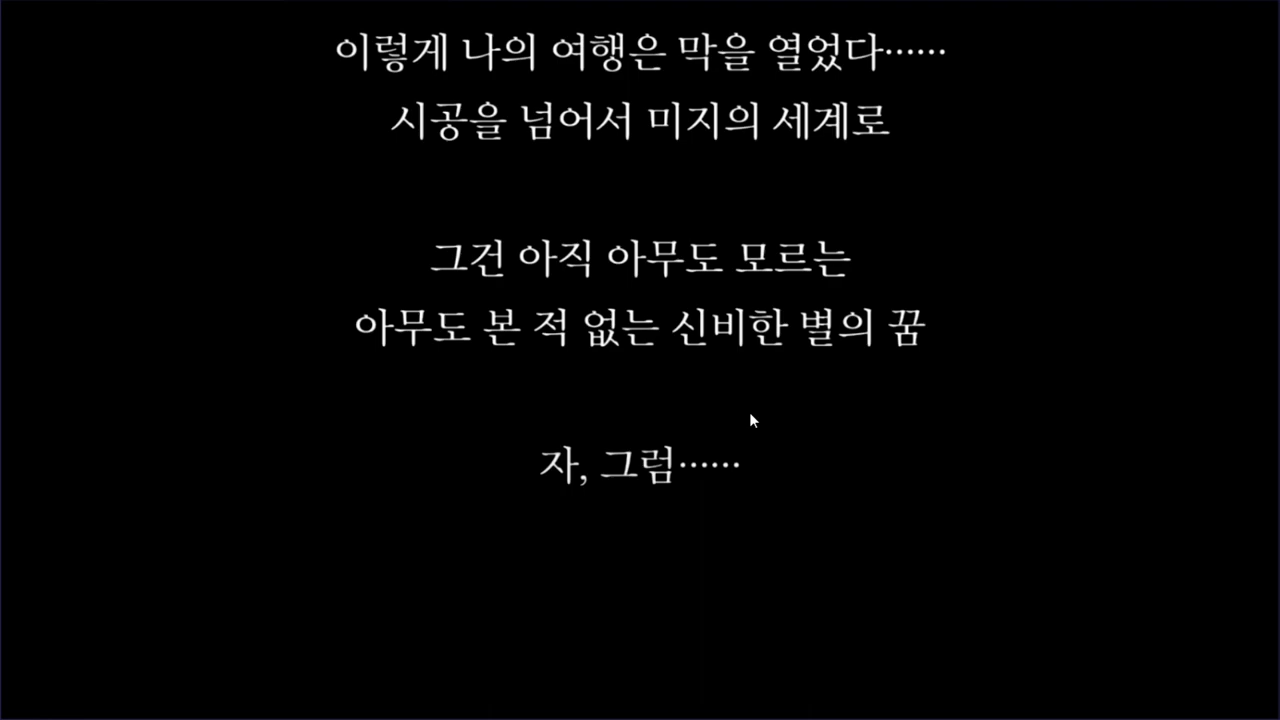 이렇게 나의 여행은 막을 열었다……
시공을 넘어서 미지의 세계로
그건 아직 아무도 모르는
아무도 본 적 없는 신비한 별의 꿈
자, 그럼……